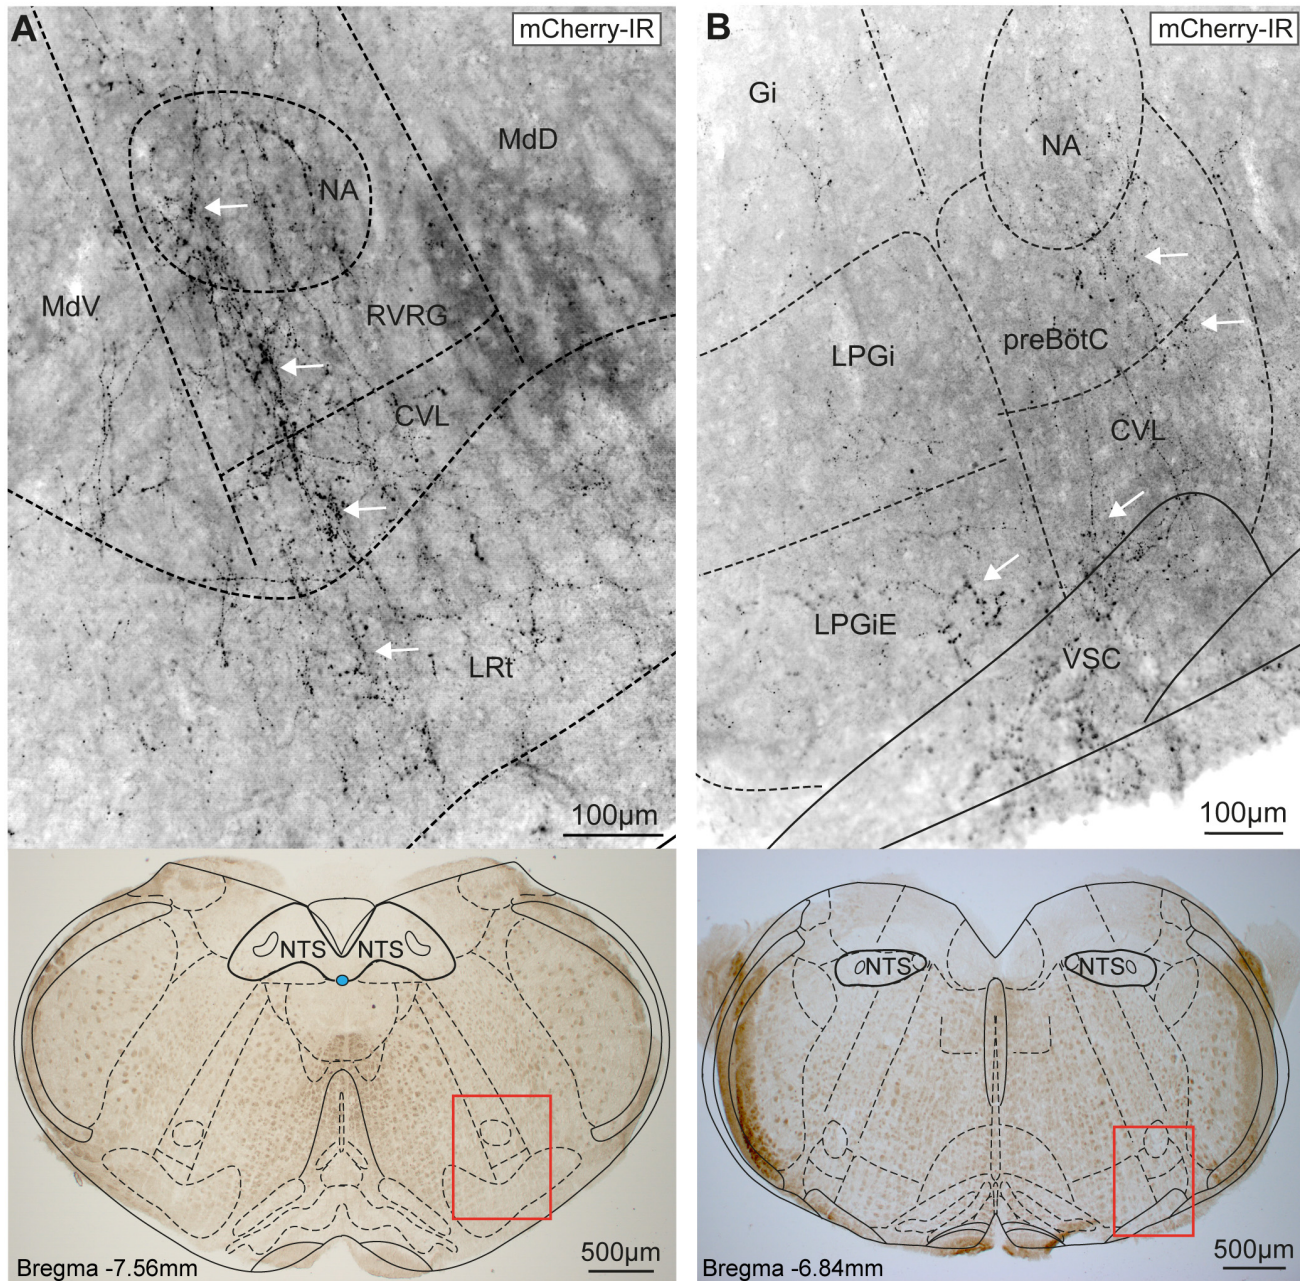 A
mCherry-IR
MdD
NA
MdV
RVRG
CVL
LRt
100µm
B
mCherry-IR
Gi
NA
LPGi
preBötC
CVL
LPGiE
VSC
100µm
NTS NTS
Bregma -7.56mm
500µm
NTS NTS
Bregma -6.84mm
500µm